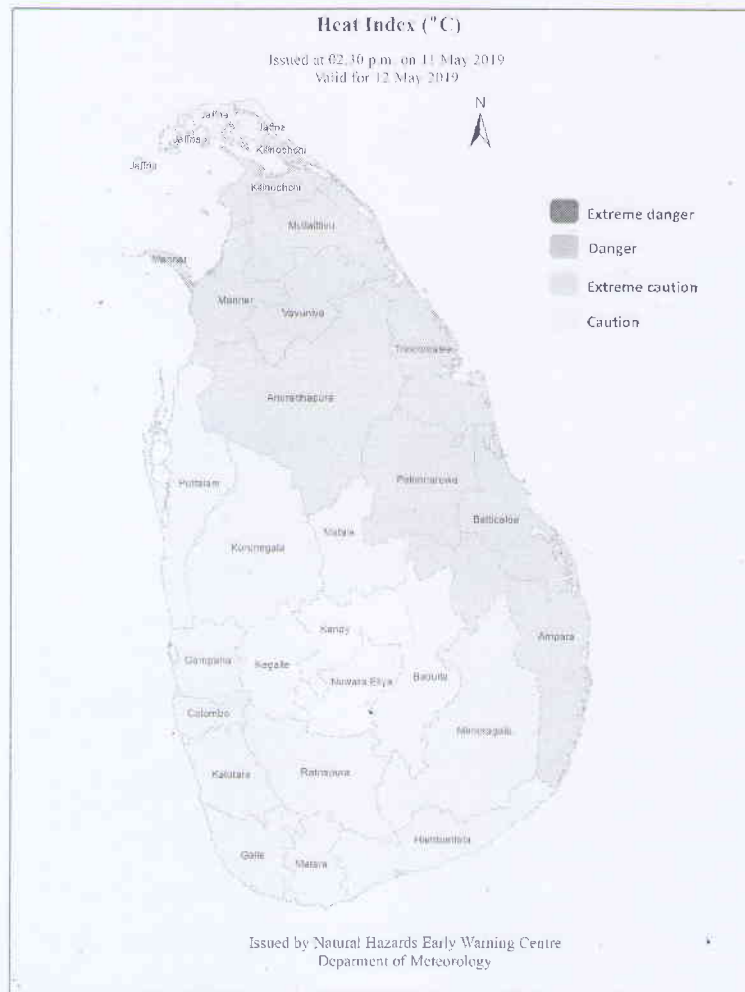 Heat Index (°C)
Issued at 02.30 p.m. on 11 May 2019
Valid for 12 May 2019
N
Jaffna
Jaffna
Jaffna
Kilinochchi
Jaffna
Kilinochchi
Mullaitivu
Extreme danger
Danger
Mannar
Extreme caution
Mannar
Vavuniya
Caution
Trincomalee
Anuradhapura
Polonnaruwa
Puttalam
Batticaloa
Matale
Kurunegala
Kandy
Ampara
Gampaha
Kegalle
Nuwara Eliya
Badulla
Colombo
Moneragala
Kalutara
Ratnapura
Hambantota
Galle
Matara
Issued by Natural Hazards Early Warning Centre
Deparment of Meteorology